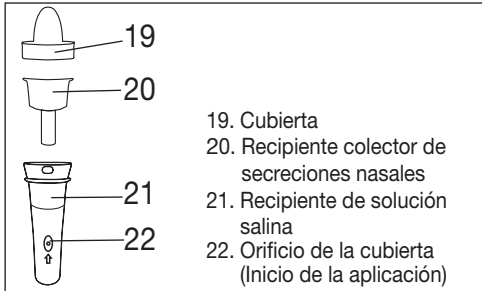 19
20
21
22
19. Cubierta
20. Recipiente colector de
secreciones nasales
21. Recipiente de solución
salina
22. Orificio de la cubierta
(Inicio de la aplicación)